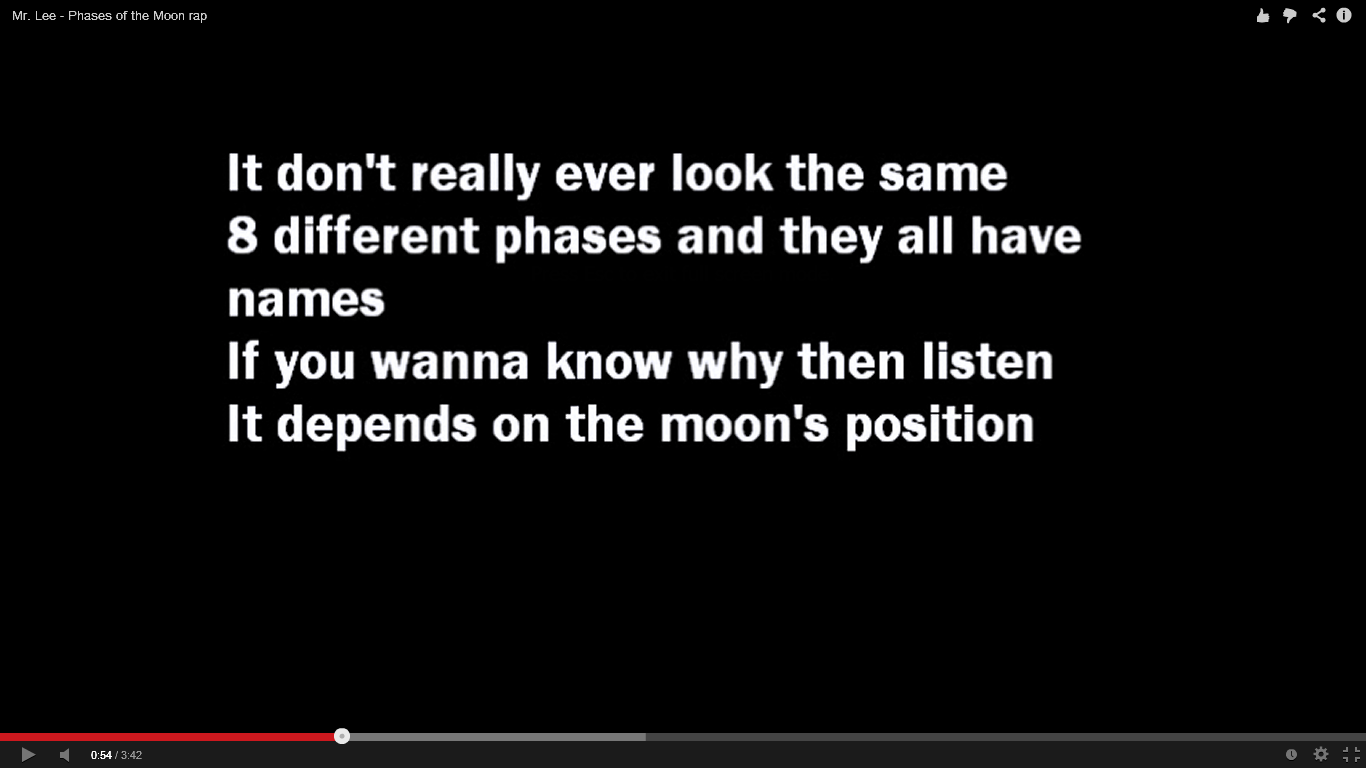 Mr. Lee - Phases of the Moon rap
It don't really ever look the same
8 different phases and they all have
names
If you wanna know why then listen
It depends on the moon's position
0:54 / 3:42